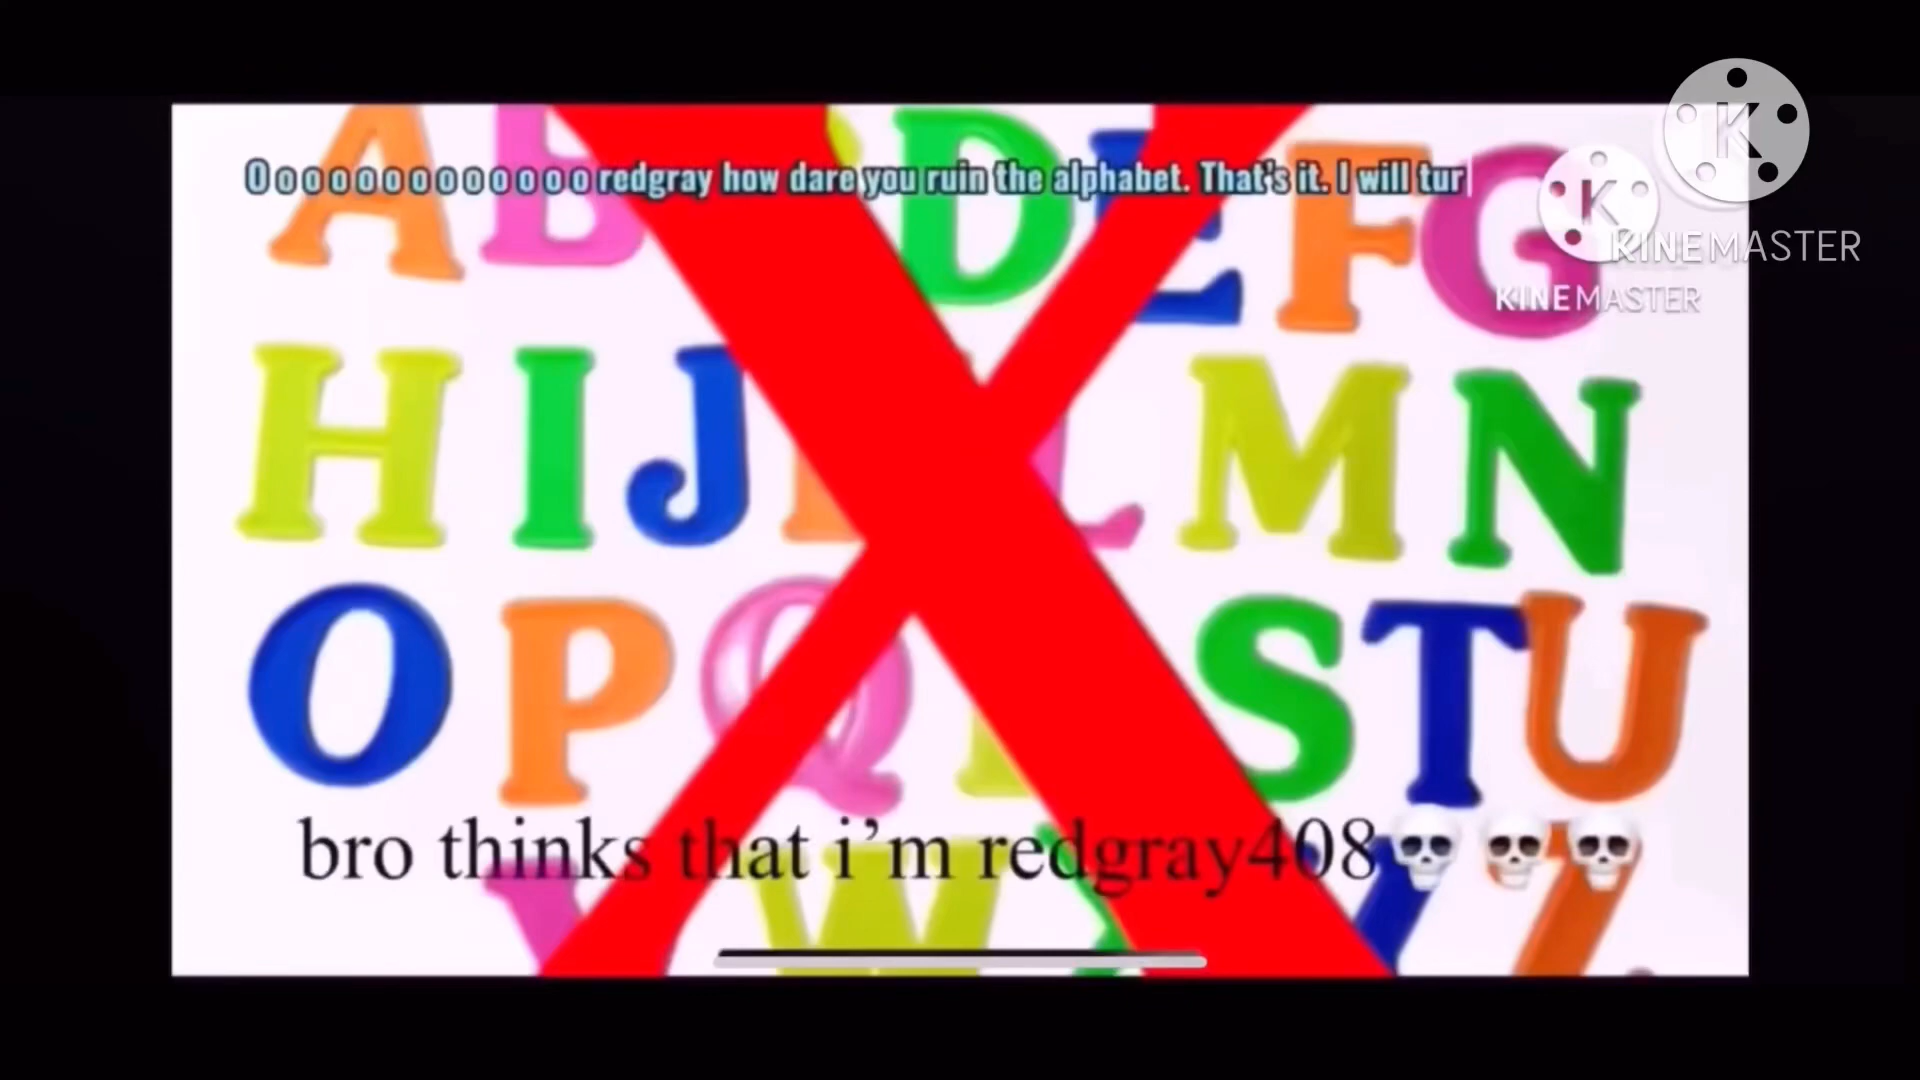 A B D E F G
O o o o o o o o o o o o o redgray how dare you ruin the alphabet. That's it. I will tur
K
K
KINEMASTER
KINEMASTER
H I J L M N
O P Q S T U
bro thinks that i'm redgray408💀💀💀
W Z